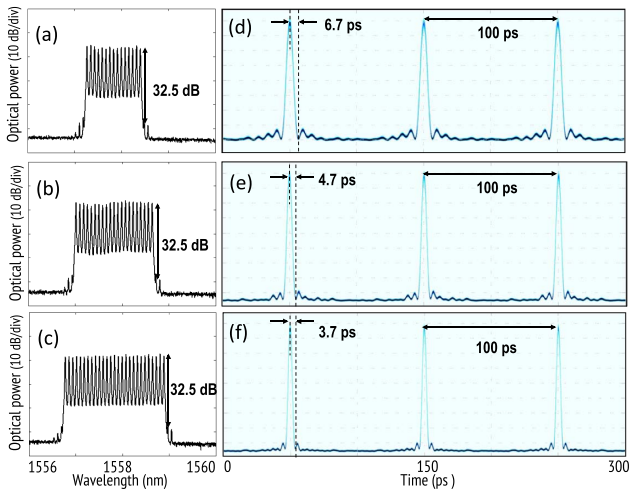 (a)
Optical power (10 dB/div)
32.5 dB
(d)
6.7 ps
100 ps
(b)
Optical power (10 dB/div)
32.5 dB
(e)
4.7 ps
100 ps
(c)
Optical power (10 dB/div)
32.5 dB
(f)
3.7 ps
100 ps
1556 1558 1560
Wavelength (nm)
0 150 300
Time (ps )